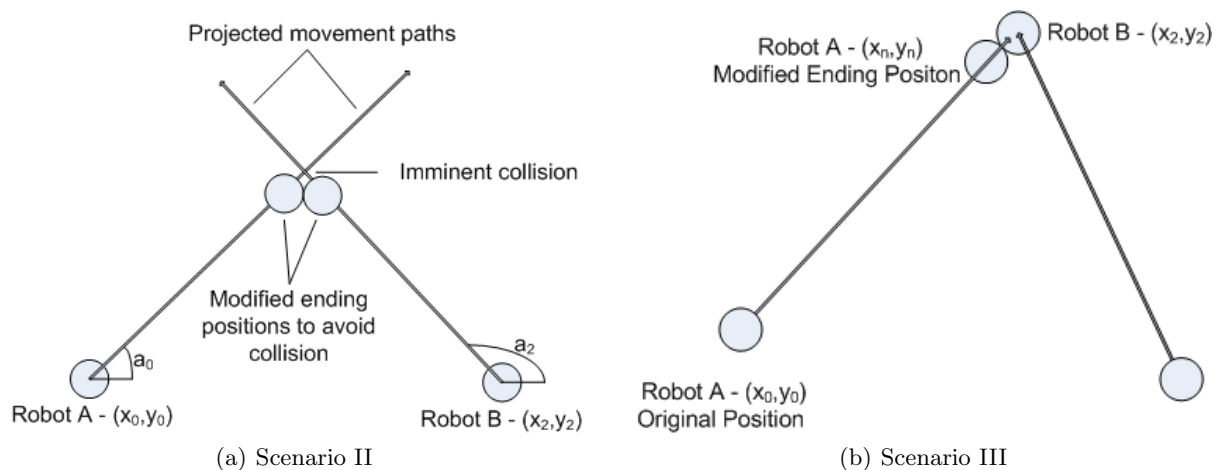 Projected movement paths
Imminent collision
Modified ending
positions to avoid
collision
a0
a2
Robot A - (x0,y0)
Robot B - (x2,y2)
(a) Scenario II
Robot A - (xn,yn)
Modified Ending Positon
Robot B - (x2,y2)
Robot A - (x0,y0)
Original Position
(b) Scenario III